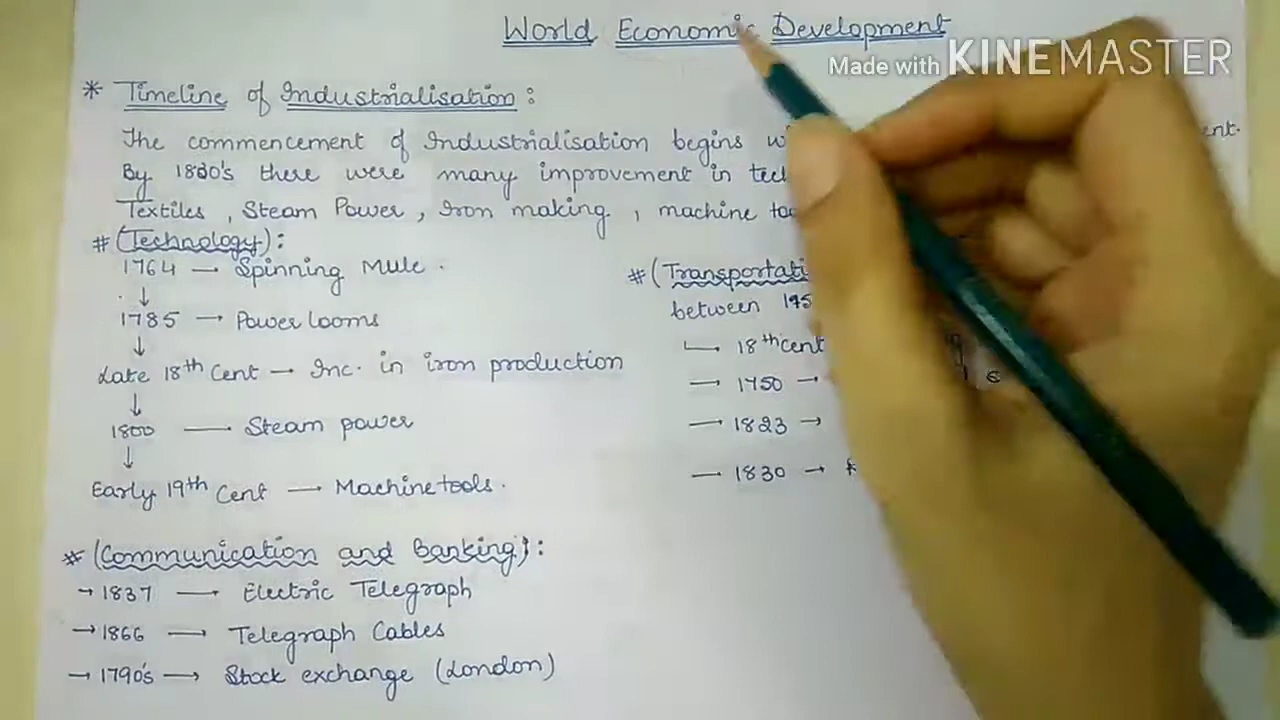 World Economic Development
Made with KINEMASTER
* Timeline of Industrialisation :
The commencement of Industrialisation begins ent.
By 1830's there were many improvement in
Textiles, Steam Power, Iron making, machine
# (Technology) :
1764 — Spinning Mule.
↓
1785 → Power looms
↓
Late 18th Cent → Inc. in iron production
↓
1800 — Steam power
↓
Early 19th Cent → Machine tools.
# (Communication and Banking) :
→ 1837 → Electric Telegraph
→ 1866 → Telegraph Cables
→ 1790's → Stock exchange (London)
# (
between
18th cent
— 1750 →
— 1823 →
— 1830 →